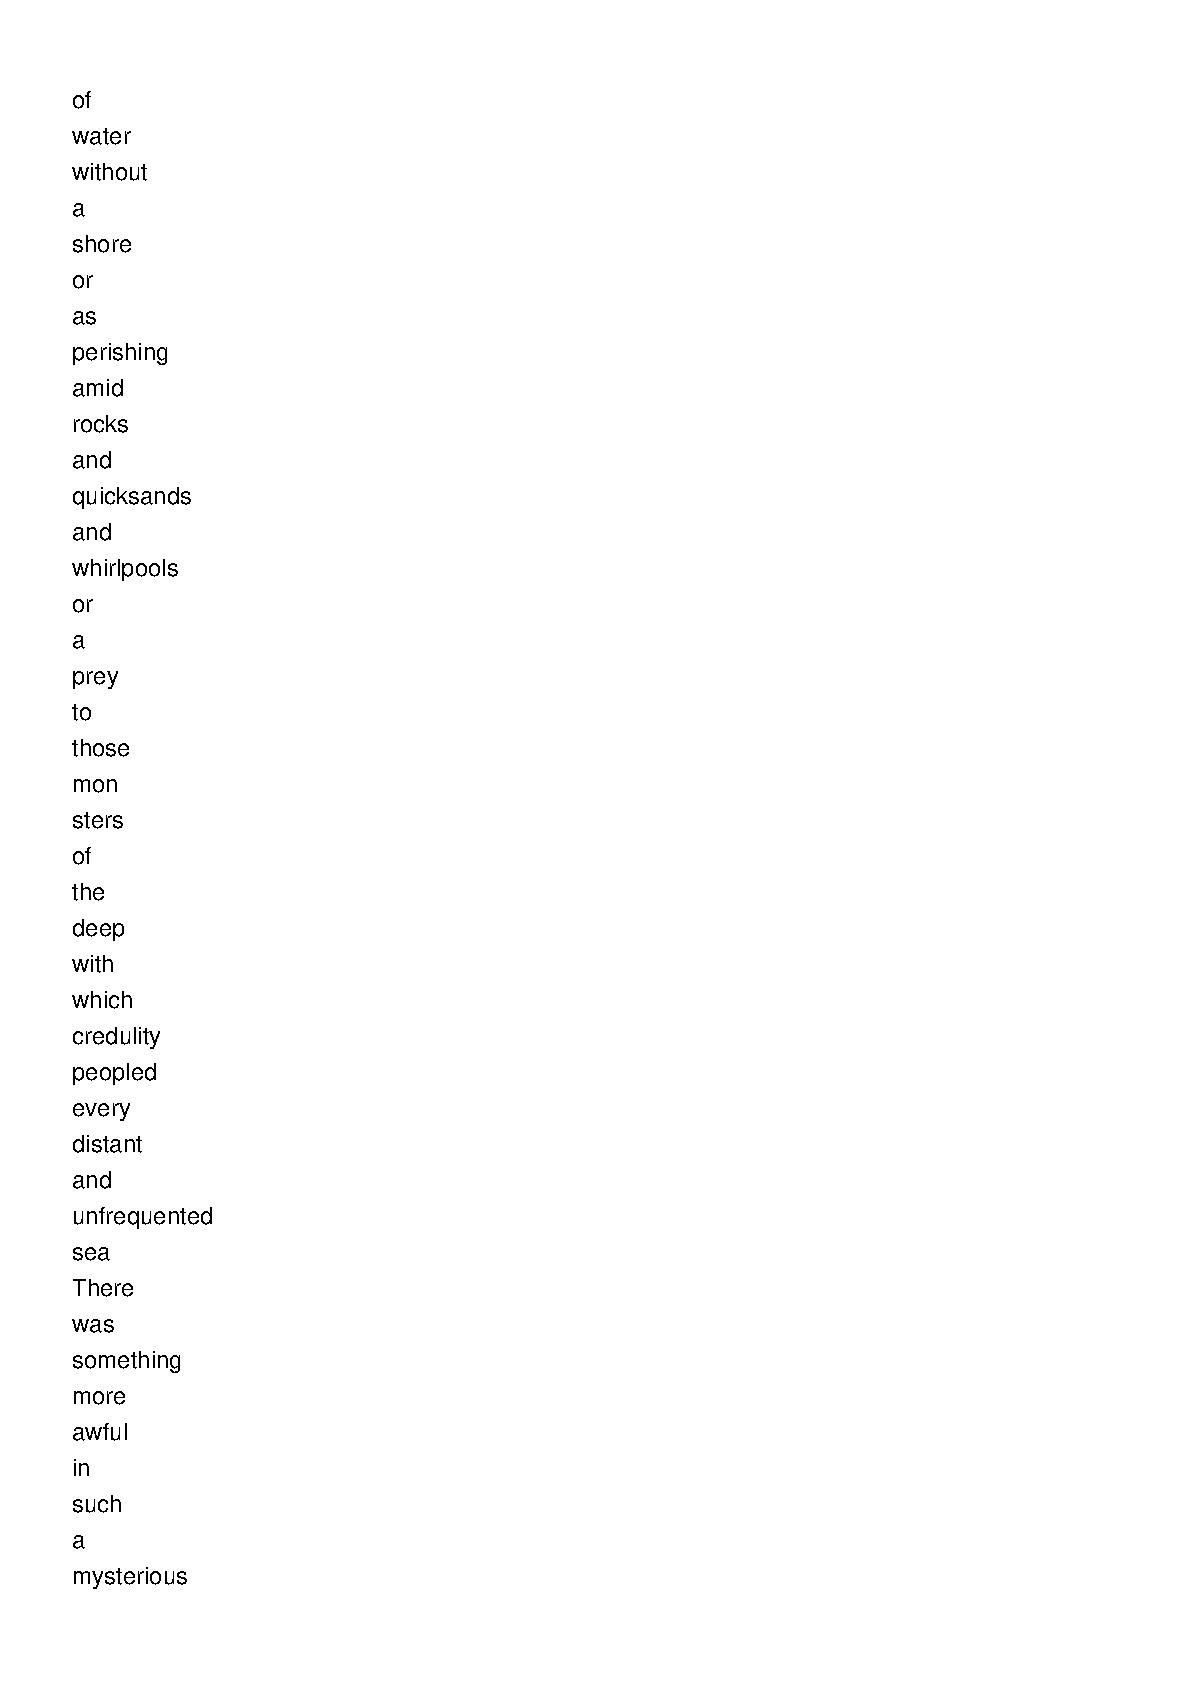 of
water
without
a
shore
or
as
perishing
amid
rocks
and
quicksands
and
whirlpools
or
a
prey
to
those
mon
sters
of
the
deep
with
which
credulity
peopled
every
distant
and
unfrequented
sea
There
was
something
more
awful
in
such
a
mysterious